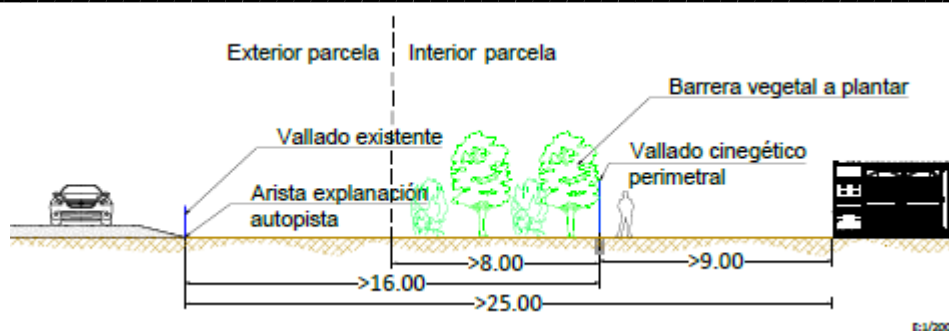 Exterior parcela
Interior parcela
Barrera vegetal a plantar
Vallado existente
Vallado cinegético
perimetral
Arista explanación
autopista
>8.00
>9.00
>16.00
>25.00